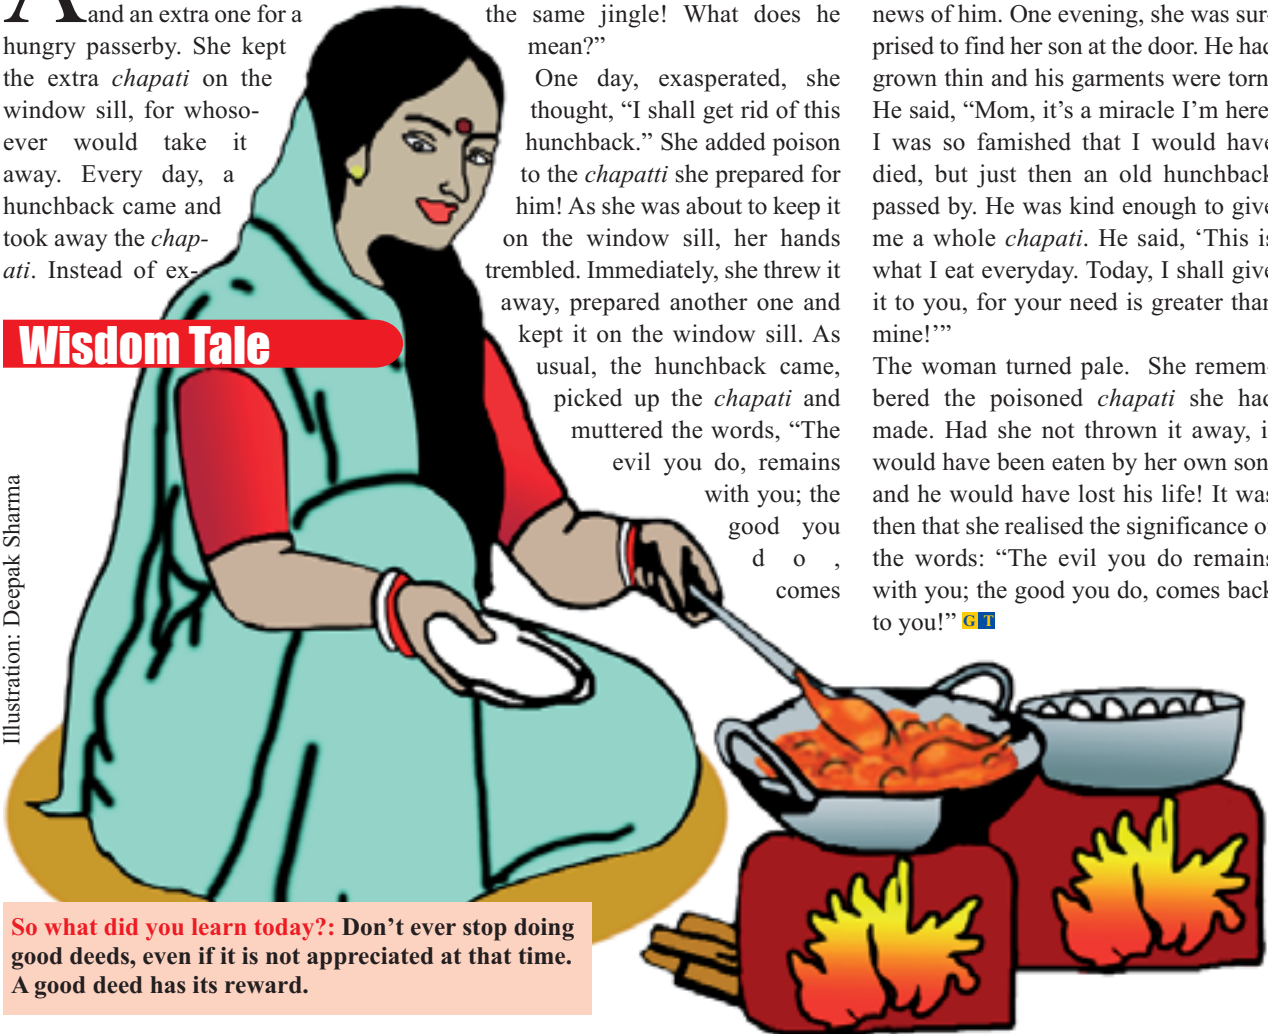 A
and an extra one for a
hungry passerby. She kept
the extra chapati on the
window sill, for whoso-
ever would take it
away. Every day, a
hunchback came and
took away the chap-
ati. Instead of ex-
Wisdom Tale
the same jingle! What does he
mean?”
One day, exasperated, she
thought, “I shall get rid of this
hunchback.” She added poison
to the chapatti she prepared for
him! As she was about to keep it
on the window sill, her hands
trembled. Immediately, she threw it
away, prepared another one and
kept it on the window sill. As
usual, the hunchback came,
picked up the chapati and
muttered the words, “The
evil you do, remains
with you; the
good you
d o ,
comes
news of him. One evening, she was sur-
prised to find her son at the door. He had
grown thin and his garments were torn
He said, “Mom, it’s a miracle I’m here
I was so famished that I would have
died, but just then an old hunchback
passed by. He was kind enough to give
me a whole chapati. He said, ‘This is
what I eat everyday. Today, I shall give
it to you, for your need is greater than
mine!’”
The woman turned pale. She remem-
bered the poisoned chapati she had
made. Had she not thrown it away, i
would have been eaten by her own son
and he would have lost his life! It was
then that she realised the significance of
the words: “The evil you do remains
with you; the good you do, comes back
to you!” G T
Illustration: Deepak Sharma
So what did you learn today?: Don’t ever stop doing
good deeds, even if it is not appreciated at that time.
A good deed has its reward.